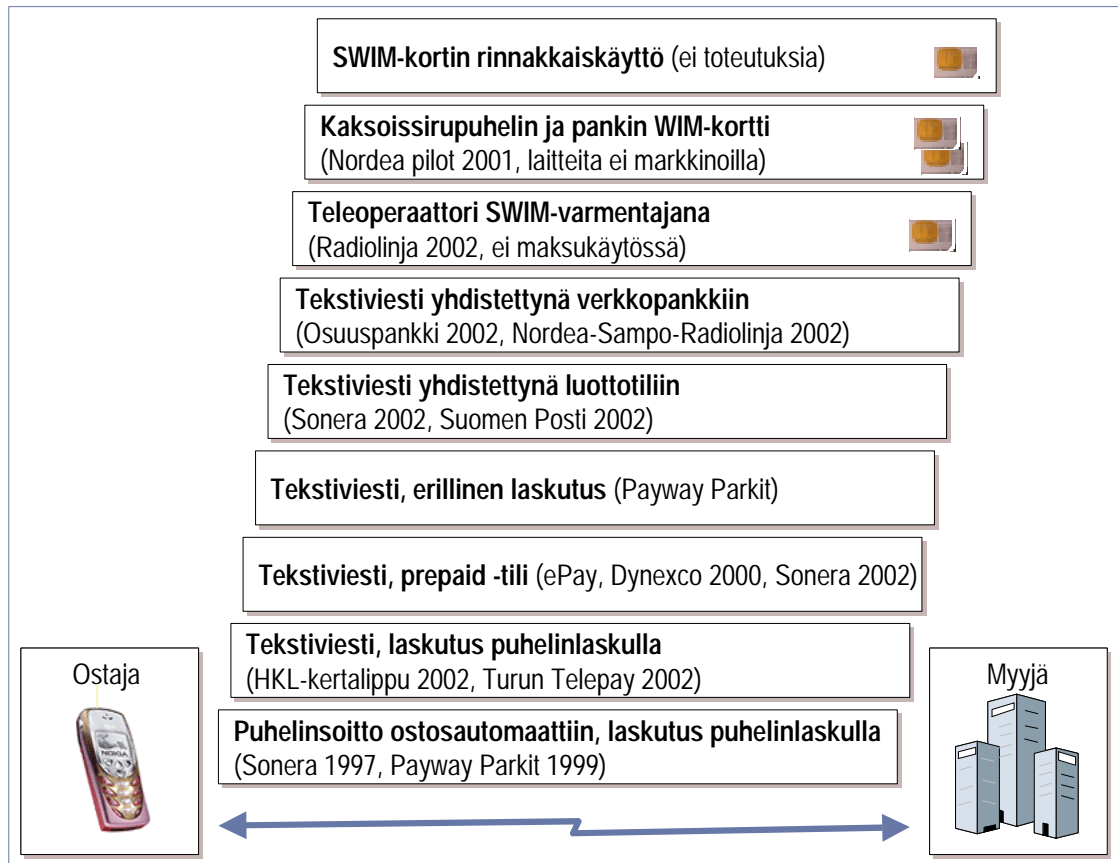 SWIM-kortin rinnakkaiskäyttö (ei toteutuksia)
Kaksoissirupuhelin ja pankin WIM-kortti
(Nordea pilot 2001, laitteita ei markkinoilla)
Teleoperaattori SWIM-varmentajana
(Radiolinja 2002, ei maksukäytössä)
Tekstiviesti yhdistettynä verkkopankkiin
(Osuuspankki 2002, Nordea-Sampo-Radiolinja 2002)
Tekstiviesti yhdistettynä luottotiliin
(Sonera 2002, Suomen Posti 2002)
Tekstiviesti, erillinen laskutus (Payway Parkit)
Tekstiviesti, prepaid -tili (ePay, Dynexco 2000, Sonera 2002)
Tekstiviesti, laskutus puhelinlaskulla
(HKL-kertalippu 2002, Turun Telepay 2002)
Ostaja
NOKIA
Myyjä
Puhelinsoitto ostosautomaattiin, laskutus puhelinlaskulla
(Sonera 1997, Payway Parkit 1999)